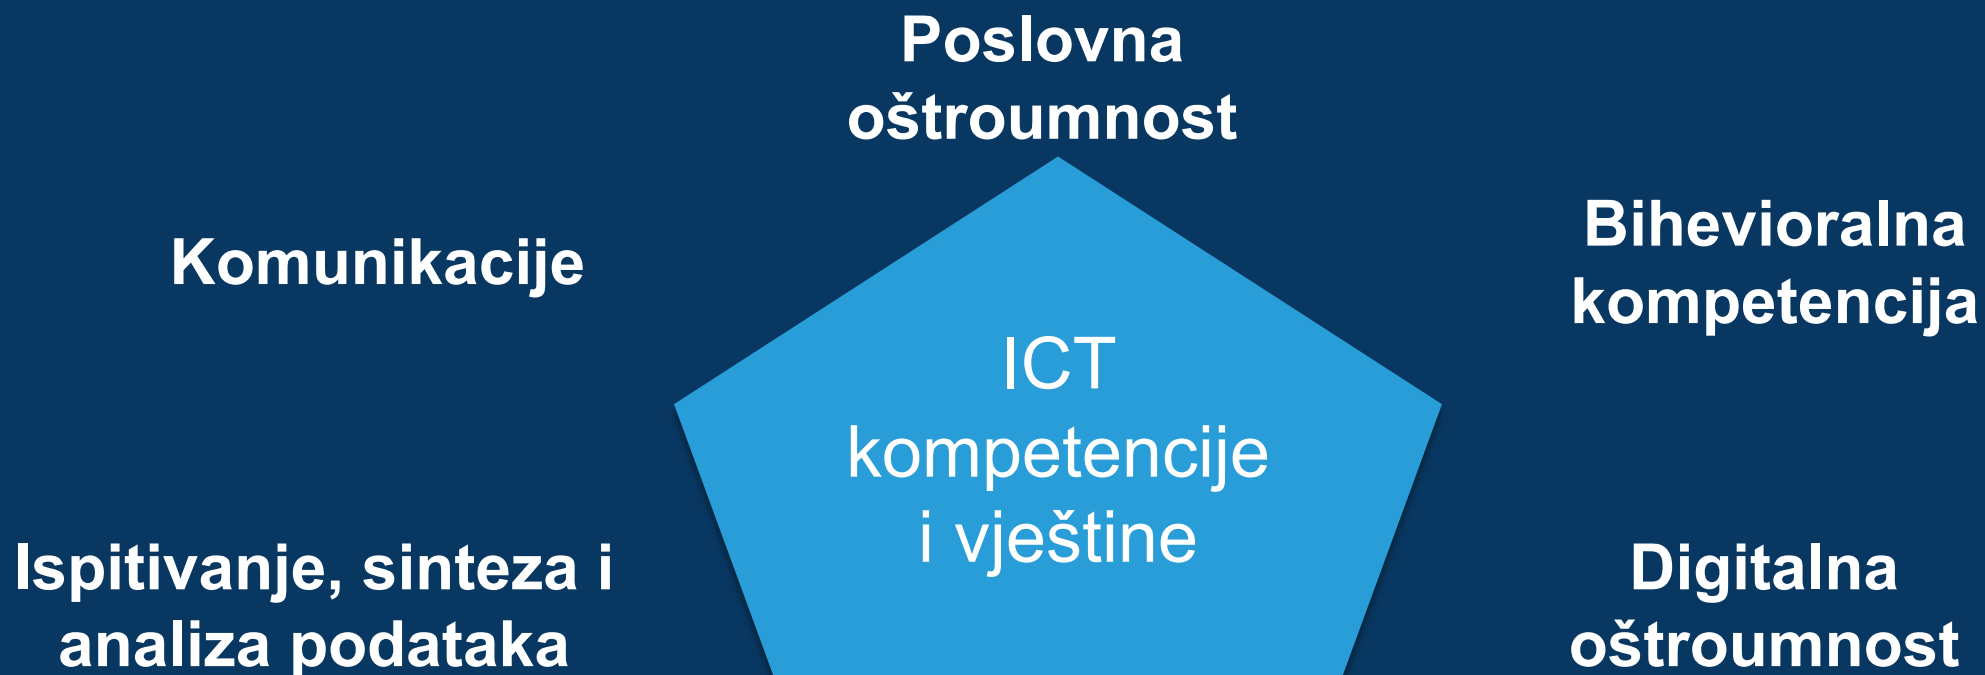 Poslovna
oštroumnost
Komunikacije
Bihevioralna
kompetencija
ICT
kompetencije
i vještine
Ispitivanje, sinteza i
analiza podataka
Digitalna
oštroumnost